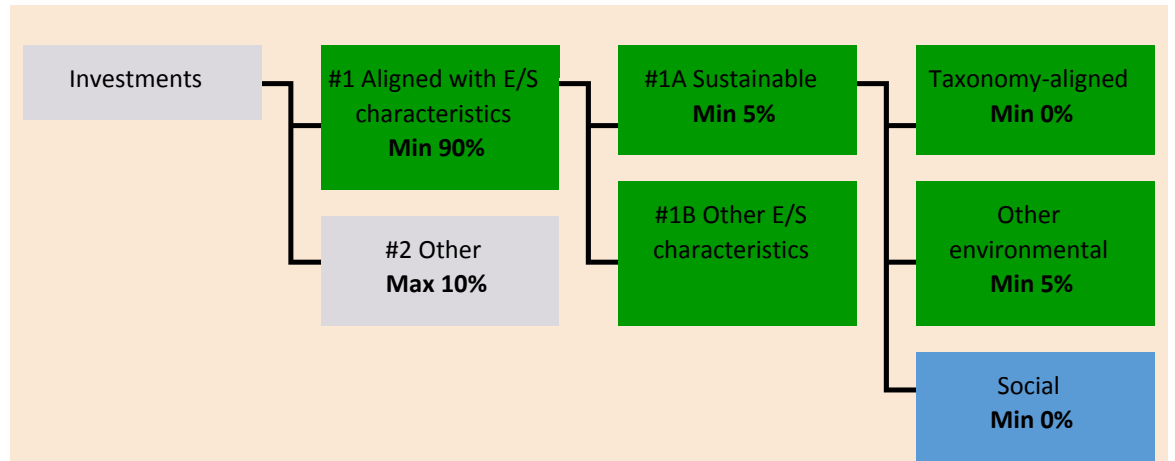 Investments
#1 Aligned with E/S
characteristics
Min 90%
#2 Other
Max 10%
#1A Sustainable
Min 5%
#1B Other E/S
characteristics
Taxonomy-aligned
Min 0%
Other
environmental
Min 5%
Social
Min 0%